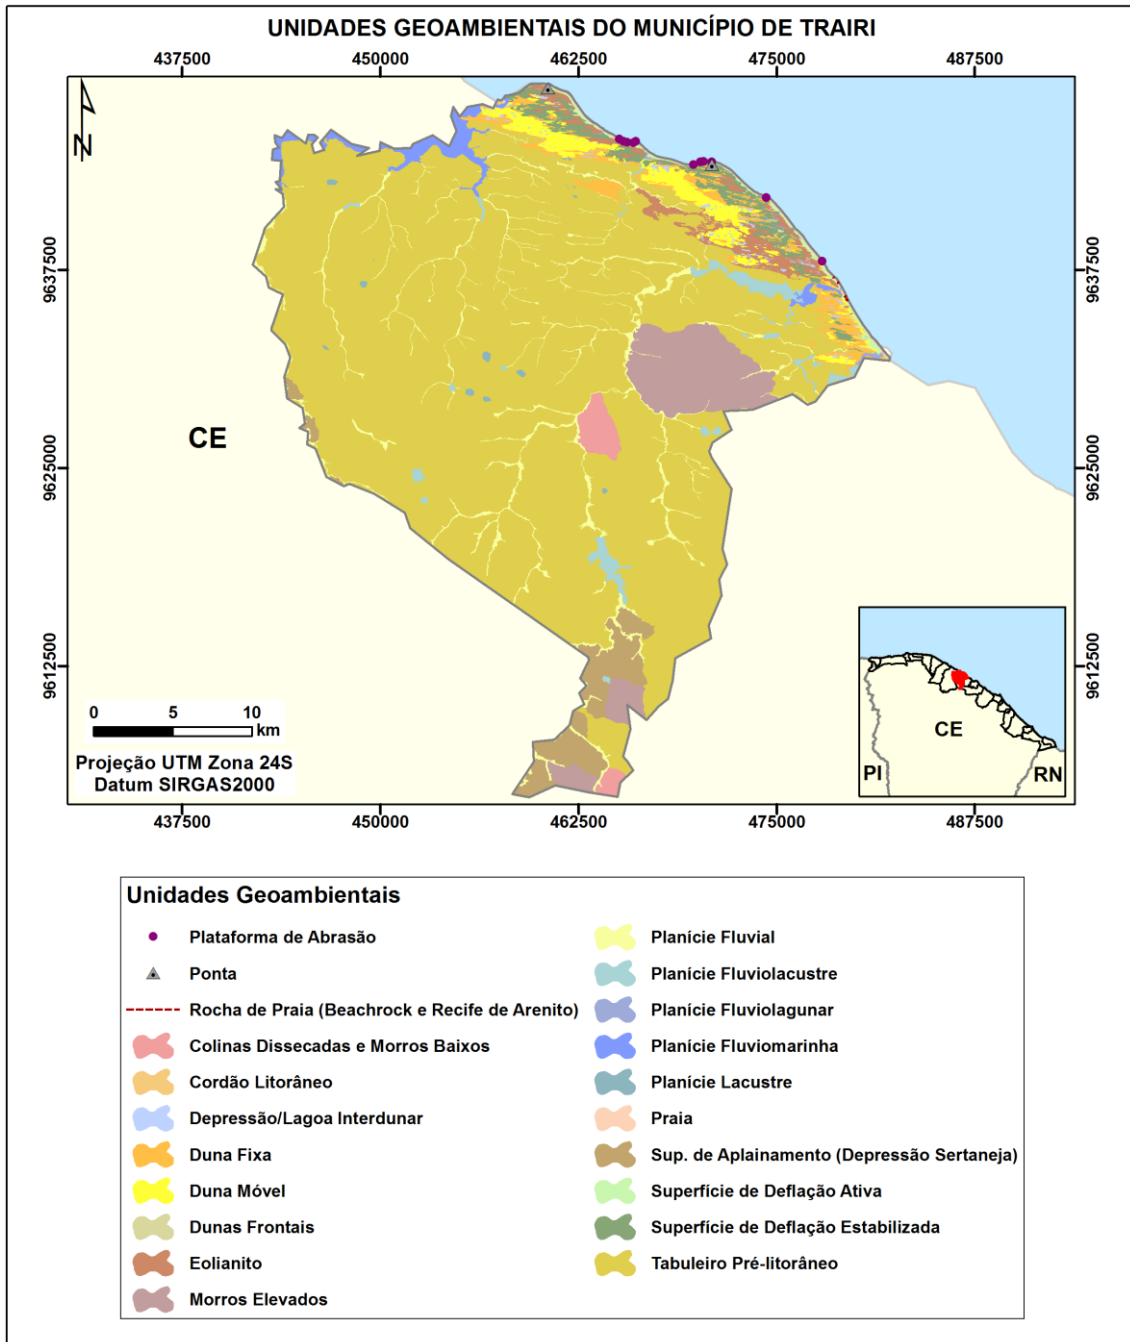 UNIDADES GEOAMBIENTAIS DO MUNICÍPIO DE TRAIRI
437500 450000 462500 475000 487500
N
9637500 9637500
CE
9625000 9625000
9612500 9612500
0 5 10
km
Projeção UTM Zona 24S
Datum SIRGAS2000
CE
PI RN
437500 450000 462500 475000 487500
Unidades Geoambientais
Plataforma de Abrasão
Ponta
Rocha de Praia (Beachrock e Recife de Arenito)
Colinas Dissecadas e Morros Baixos
Cordão Litorâneo
Depressão/Lagoa Interdunar
Duna Fixa
Duna Móvel
Dunas Frontais
Eolianito
Morros Elevados
Planície Fluvial
Planície Fluviolacustre
Planície Fluviolagunar
Planície Fluviomarinha
Planície Lacustre
Praia
Sup. de Aplainamento (Depressão Sertaneja)
Superfície de Deflação Ativa
Superfície de Deflação Estabilizada
Tabuleiro Pré-litorâneo